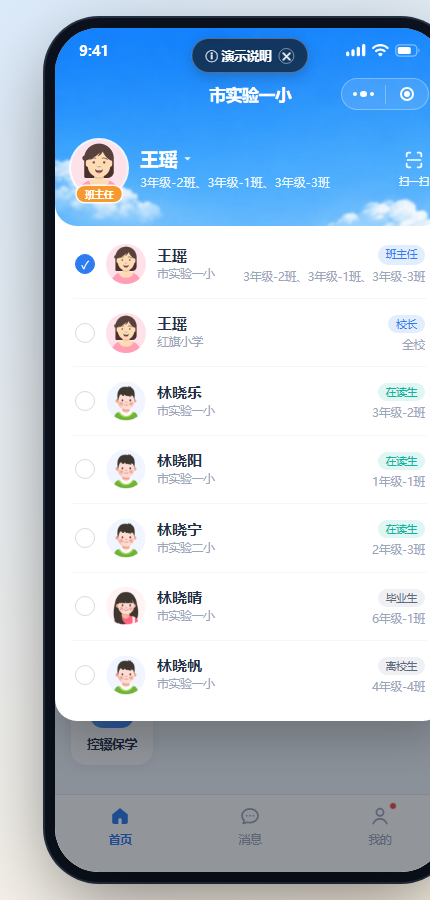 9:41
演示说明
市实验一小
王瑶
班主任
3年级-2班、3年级-1班、3年级-3班
扫一扫
王瑶
班主任
市实验一小
3年级-2班、3年级-1班、3年级-3班
王瑶
校长
红旗小学
全校
林晓乐
在读生
市实验一小
3年级-2班
林晓阳
在读生
市实验一小
1年级-1班
林晓宁
在读生
市实验二小
2年级-3班
林晓晴
毕业生
市实验一小
6年级-1班
林晓帆
离校生
市实验一小
4年级-4班
控辍保学
首页
消息
我的